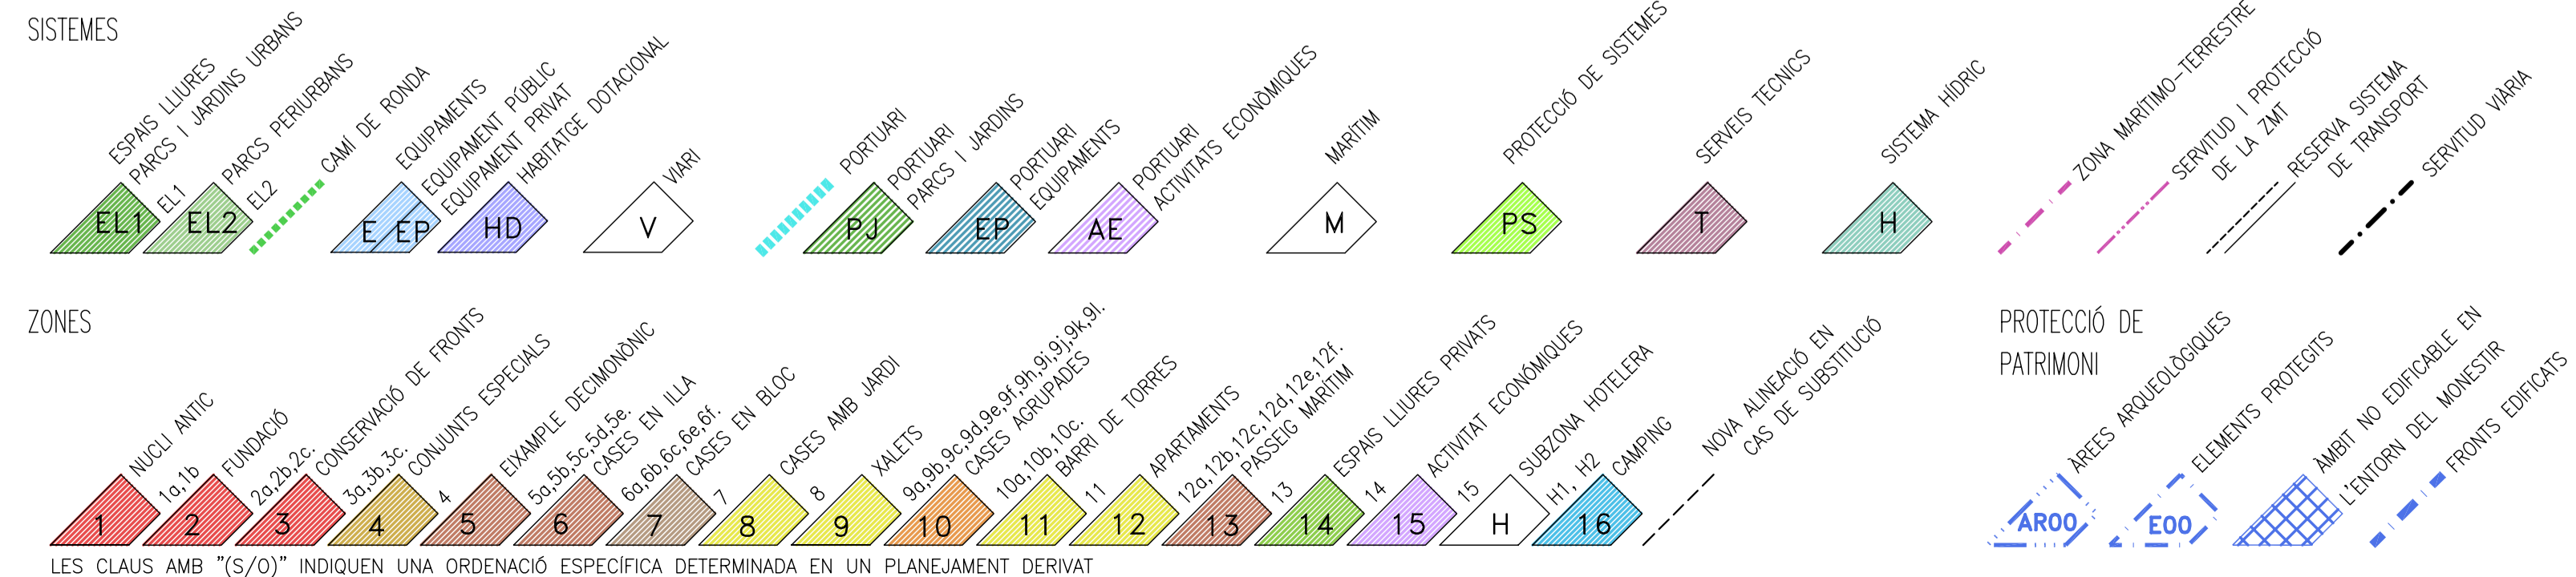 SISTEMES
ESPAIS LLIURES
PARCS I JARDINS URBANS
EL1
EL1
PARCS PERIURBANS
EL2
EL2
CAMÍ DE RONDA
EQUIPAMENTS
EQUIPAMENT PÚBLIC
EQUIPAMENT PRIVAT
E EP
HABITATGE DOTACIONAL
HD
VIARI
V
PORTUARI
PORTUARI
PARCS I JARDINS
PJ
PORTUARI
EQUIPAMENTS
EP
PORTUARI
ACTIVITATS ECONÒMIQUES
AE
MARÍTIM
M
PROTECCIÓ DE SISTEMES
PS
SERVEIS TECNICS
T
SISTEMA HÍDRIC
H
ZONA MARÍTIMO-TERRESTRE
SERVITUD I PROTECCIÓ
DE LA ZMT
RESERVA SISTEMA
DE TRANSPORT
SERVITUD VIÀRIA
ZONES
NUCLI ANTIC
1a,1b
1
FUNDACIÓ
2a,2b,2c.
2
CONSERVACIÓ DE FRONTS
3a,3b,3c.
3
CONJUNTS ESPECIALS
4
4
EIXAMPLE DECIMONÒNIC
5a,5b,5c,5d,5e.
5
CASES EN ILLA
6a,6b,6c,6e,6f.
6
CASES EN BLOC
7
7
CASES AMB JARDI
8
8
XALETS
9a,9b,9c,9d,9e,9f,9h,9i,9j,9k,9l.
9
CASES AGRUPADES
10a,10b,10c.
10
BARRI DE TORRES
11
11
APARTAMENTS
12a,12b,12c,12d,12e,12f.
12
PASSEIG MARÍTIM
13
13
ESPAIS LLIURES PRIVATS
14
14
ACTIVITAT ECONÓMIQUES
15
15
SUBZONA HOTELERA
H1, H2
H
CAMPING
16
NOVA ALINEACIÓ EN
CAS DE SUBSTITUCIÓ
LES CLAUS AMB "(S/O)" INDIQUEN UNA ORDENACIÓ ESPECÍFICA DETERMINADA EN UN PLANEJAMENT DERIVAT
PROTECCIÓ DE
PATRIMONI
ÀREES ARQUEOLÒGIQUES
AR00
ELEMENTS PROTEGITS
E00
ÀMBIT NO EDIFICABLE EN
L'ENTORN DEL MONESTIR
FRONTS EDIFICATS